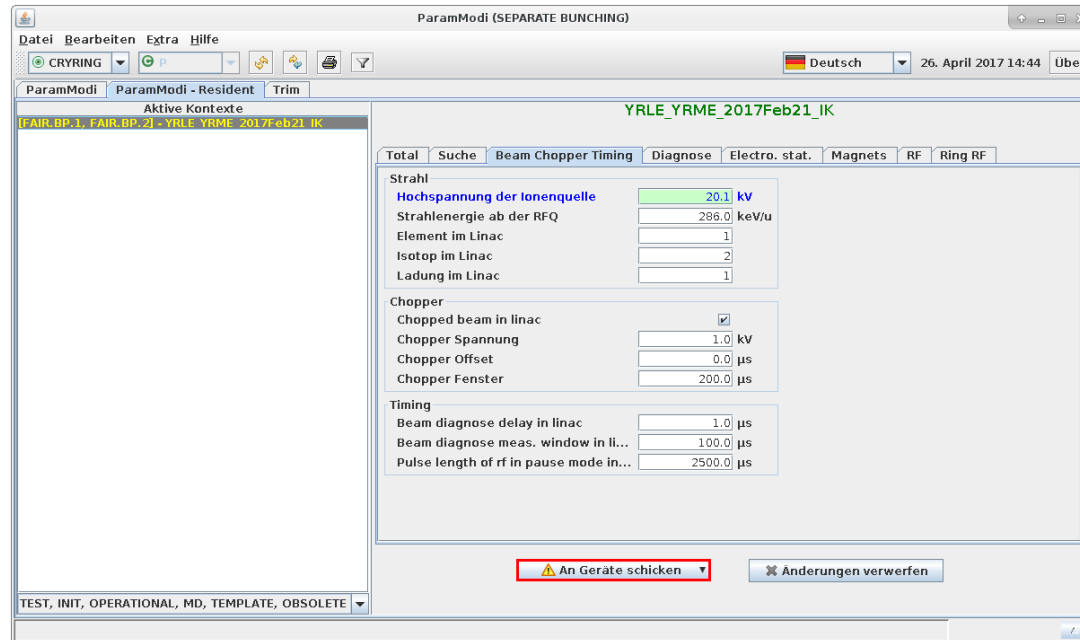 ParamModi (SEPARATE BUNCHING)
Datei Bearbeiten Extra Hilfe
CRYRING P Deutsch 26. April 2017 14:44 Übe
ParamModi ParamModi - Resident Trim
Aktive Kontexte
[FAIR.BP.1, FAIR.BP.2] - YRLE_YRME_2017Feb21_IK
YRLE_YRME_2017Feb21_IK
Total Suche Beam Chopper Timing Diagnose Electro. stat. Magnets RF Ring RF
Strahl
Hochspannung der Ionenquelle 20.1 kV
Strahlenergie ab der RFQ 286.0 keV/u
Element im Linac 1
Isotop im Linac 2
Ladung im Linac 1
Chopper
Chopped beam in linac
Chopper Spannung 1.0 kV
Chopper Offset 0.0 µs
Chopper Fenster 200.0 µs
Timing
Beam diagnose delay in linac 1.0 µs
Beam diagnose meas. window in li... 100.0 µs
Pulse length of rf in pause mode in... 2500.0 µs
An Geräte schicken Änderungen verwerfen
TEST, INIT, OPERATIONAL, MD, TEMPLATE, OBSOLETE